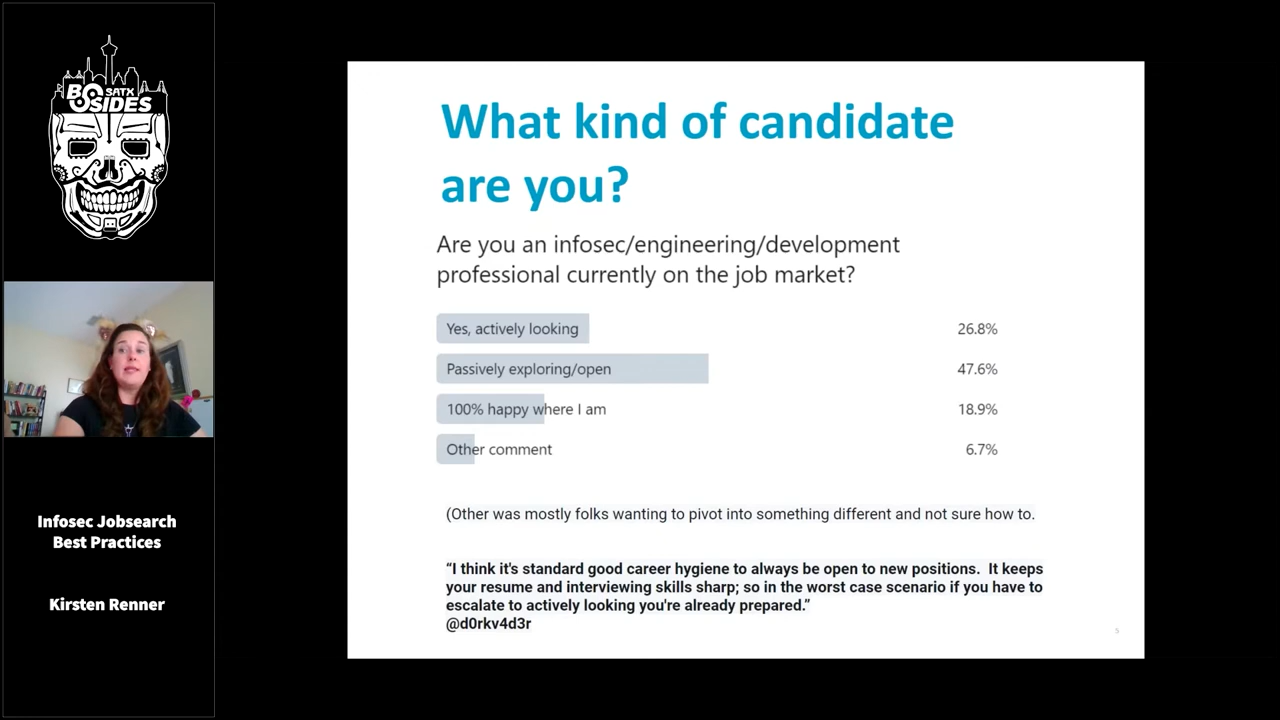 BSIDES
SATX
Infosec Jobsearch
Best Practices
Kirsten Renner
What kind of candidate
are you?
Are you an infosec/engineering/development
professional currently on the job market?
Yes, actively looking 26.8%
Passively exploring/open 47.6%
100% happy where I am 18.9%
Other comment 6.7%
(Other was mostly folks wanting to pivot into something different and not sure how to.
“I think it's standard good career hygiene to always be open to new positions. It keeps
your resume and interviewing skills sharp; so in the worst case scenario if you have to
escalate to actively looking you're already prepared.”
@d0rkv4d3r
5